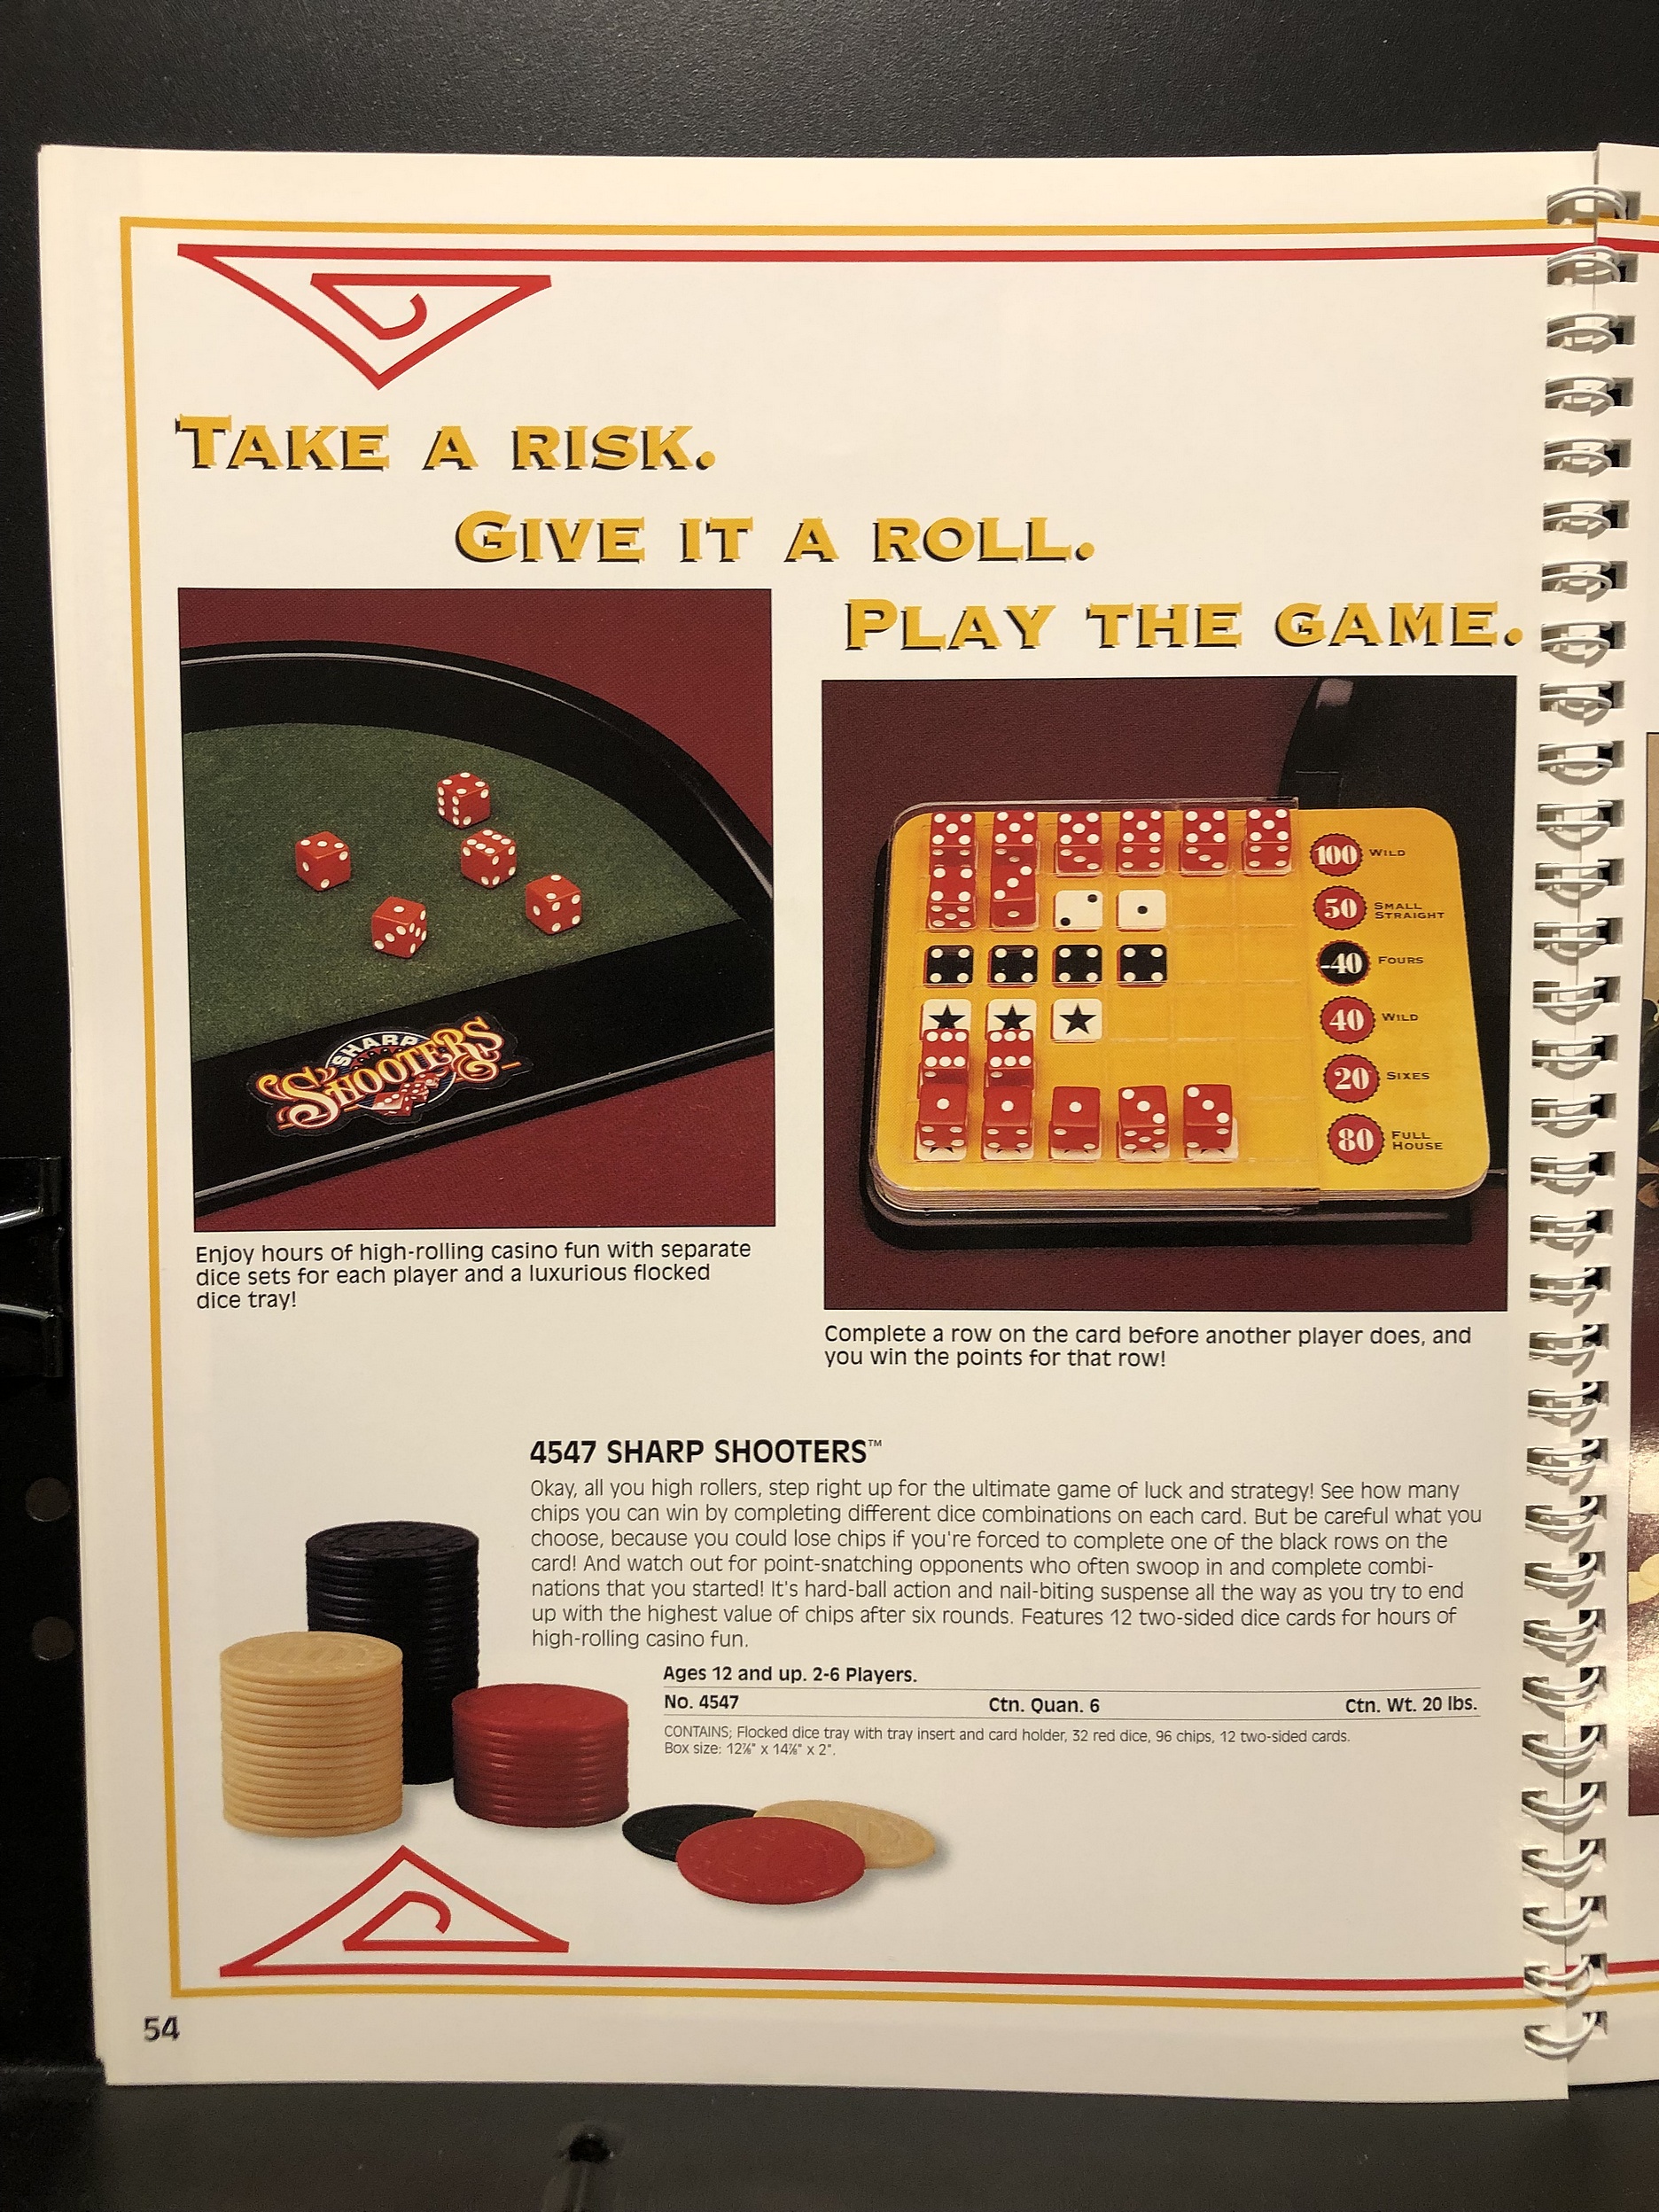 TAKE A RISK.
GIVE IT A ROLL.
PLAY THE GAME.
SHARP
SHOOTERS
100 WILD
50 SMALL
STRAIGHT
-40 FOURS
40 WILD
20 SIXES
80 FULL
HOUSE
Enjoy hours of high-rolling casino fun with separate
dice sets for each player and a luxurious flocked
dice tray!
Complete a row on the card before another player does, and
you win the points for that row!
4547 SHARP SHOOTERS™
Okay, all you high rollers, step right up for the ultimate game of luck and strategy! See how many
chips you can win by completing different dice combinations on each card. But be careful what you
choose, because you could lose chips if you're forced to complete one of the black rows on the
card! And watch out for point-snatching opponents who often swoop in and complete combi-
nations that you started! It's hard-ball action and nail-biting suspense all the way as you try to end
up with the highest value of chips after six rounds. Features 12 two-sided dice cards for hours of
high-rolling casino fun.
Ages 12 and up. 2-6 Players.
No. 4547 Ctn. Quan. 6 Ctn. Wt. 20 lbs.
CONTAINS; Flocked dice tray with tray insert and card holder, 32 red dice, 96 chips, 12 two-sided cards.
Box size: 12⅞" x 14⅞" x 2".
54